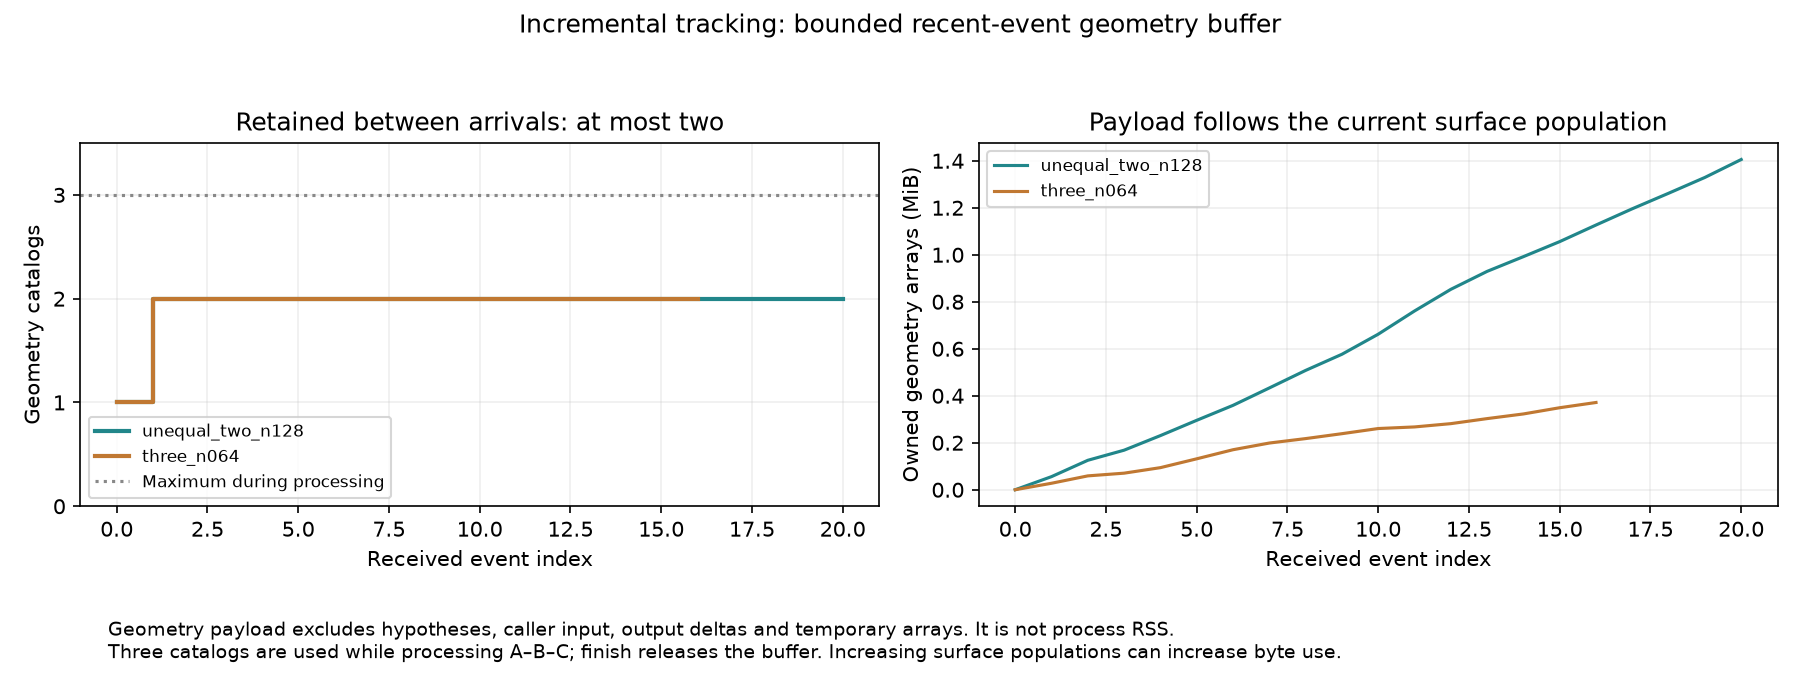 Incremental tracking: bounded recent-event geometry buffer
Retained between arrivals: at most two
Geometry catalogs
3
2
1
0
unequal_two_n128
three_n064
Maximum during processing
0.0 2.5 5.0 7.5 10.0 12.5 15.0 17.5 20.0
Received event index
Payload follows the current surface population
Owned geometry arrays (MiB)
1.4
1.2
1.0
0.8
0.6
0.4
0.2
0.0
unequal_two_n128
three_n064
0.0 2.5 5.0 7.5 10.0 12.5 15.0 17.5 20.0
Received event index
Geometry payload excludes hypotheses, caller input, output deltas and temporary arrays. It is not process RSS.
Three catalogs are used while processing A–B–C; finish releases the buffer. Increasing surface populations can increase byte use.